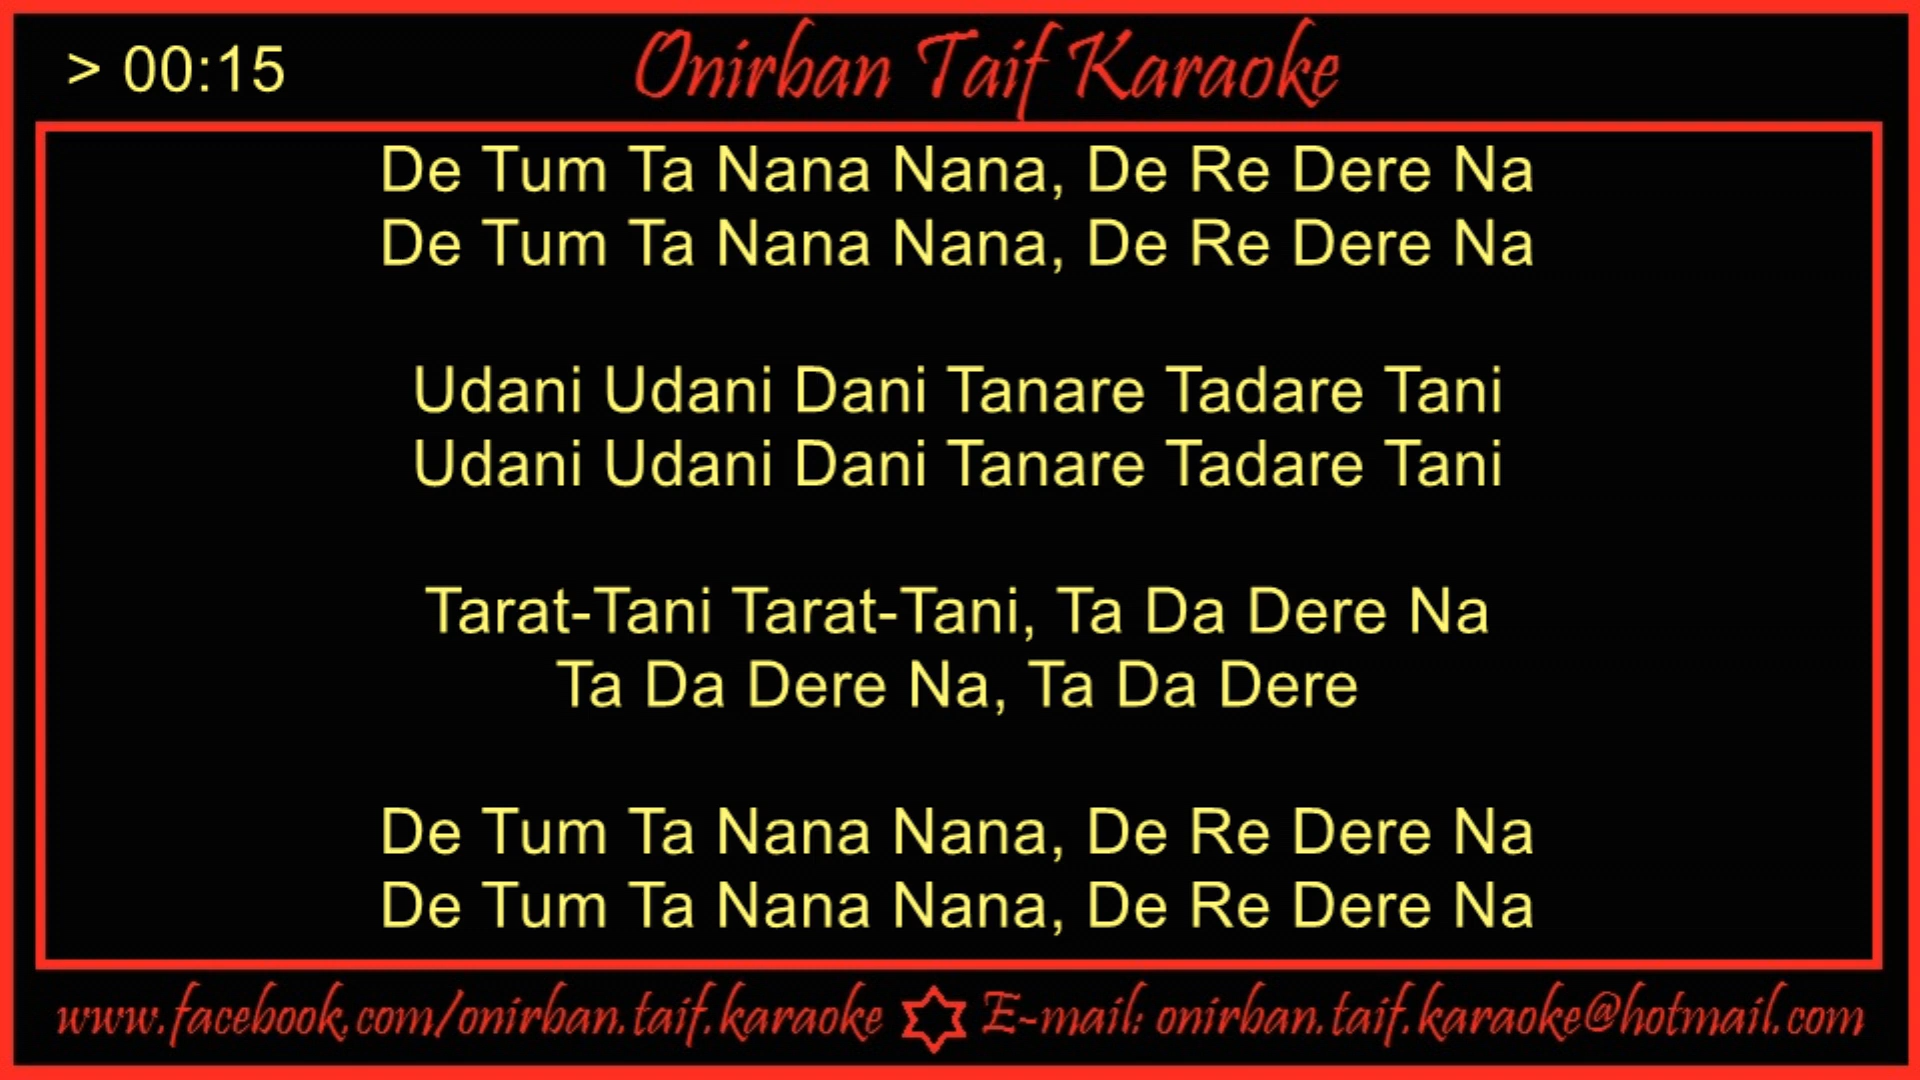 > 00:15
Onirban Taif Karaoke
De Tum Ta Nana Nana, De Re Dere Na
De Tum Ta Nana Nana, De Re Dere Na
Udani Udani Dani Tanare Tadare Tani
Udani Udani Dani Tanare Tadare Tani
Tarat-Tani Tarat-Tani, Ta Da Dere Na
Ta Da Dere Na, Ta Da Dere
De Tum Ta Nana Nana, De Re Dere Na
De Tum Ta Nana Nana, De Re Dere Na
www.facebook.com/onirban.taif.karaoke E-mail: onirban.taif.karaoke@hotmail.com